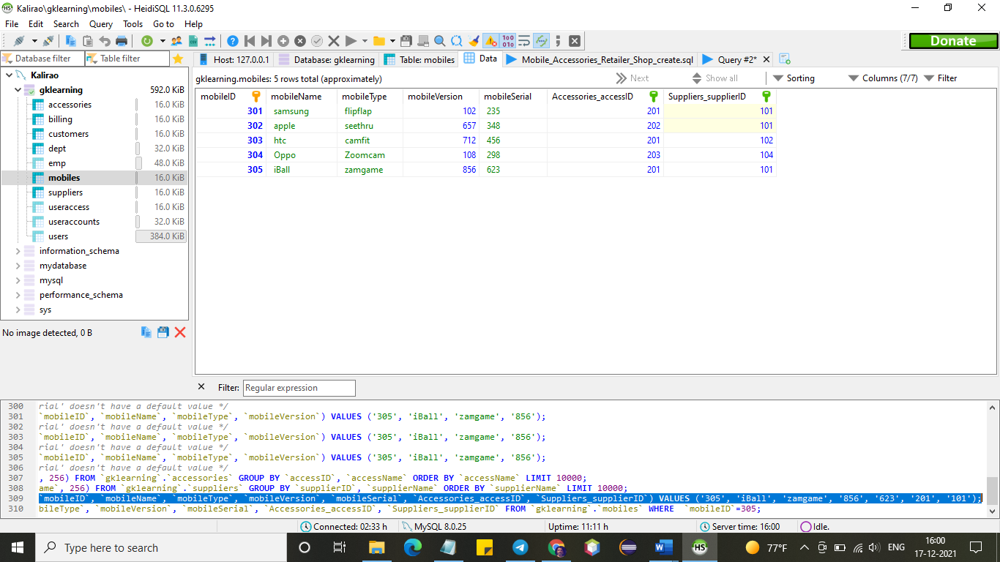 Kalirao\gklearning\mobiles\ - HeidiSQL 11.3.0.6295
File Edit Search Query Tools Go to Help
Donate
Database filter Table filter Host: 127.0.0.1 Database: gklearning Table: mobiles Data Mobile_Accessories_Retailer_Shop_create.sql Query #2*
Kalirao
gklearning 592.0 KiB
accessories 16.0 KiB
billing 16.0 KiB
customers 16.0 KiB
dept 32.0 KiB
emp 48.0 KiB
mobiles 16.0 KiB
suppliers 16.0 KiB
useraccess 16.0 KiB
useraccounts 32.0 KiB
users 384.0 KiB
information_schema
mydatabase
mysql
performance_schema
sys
No image detected, 0 B
gklearning.mobiles: 5 rows total (approximately) Next Show all Sorting Columns (7/7) Filter
mobileID mobileName mobileType mobileVersion mobileSerial Accessories_accessID Suppliers_supplierID
301 samsung flipflap 102 235 201 101
302 apple seethru 657 348 202 101
303 htc camfit 712 456 201 102
304 Oppo Zoomcam 108 298 203 104
305 iBall zamgame 856 623 201 101
Filter: Regular expression
300 rial' doesn't have a default value */
301 `mobileID`, `mobileName`, `mobileType`, `mobileVersion`) VALUES ('305', 'iBall', 'zamgame', '856');
302 rial' doesn't have a default value */
303 `mobileID`, `mobileName`, `mobileType`, `mobileVersion`) VALUES ('305', 'iBall', 'zamgame', '856');
304 rial' doesn't have a default value */
305 `mobileID`, `mobileName`, `mobileType`, `mobileVersion`) VALUES ('305', 'iBall', 'zamgame', '856');
306 rial' doesn't have a default value */
307 , 256) FROM `gklearning`.`accessories` GROUP BY `accessID`, `accessName` ORDER BY `accessName` LIMIT 10000;
308 ame`, 256) FROM `gklearning`.`suppliers` GROUP BY `supplierID`, `supplierName` ORDER BY `supplierName` LIMIT 10000;
309 `mobileID`, `mobileName`, `mobileType`, `mobileVersion`, `mobileSerial`, `Accessories_accessID`, `Suppliers_supplierID`) VALUES ('305', 'iBall', 'zamgame', '856', '623', '201', '101');
310 bileType`, `mobileVersion`, `mobileSerial`, `Accessories_accessID`, `Suppliers_supplierID` FROM `gklearning`.`mobiles` WHERE `mobileID`=305;
Connected: 02:33 h MySQL 8.0.25 Uptime: 11:11 h Server time: 16:00 Idle.
Type here to search
77°F ENG 16:00
17-12-2021